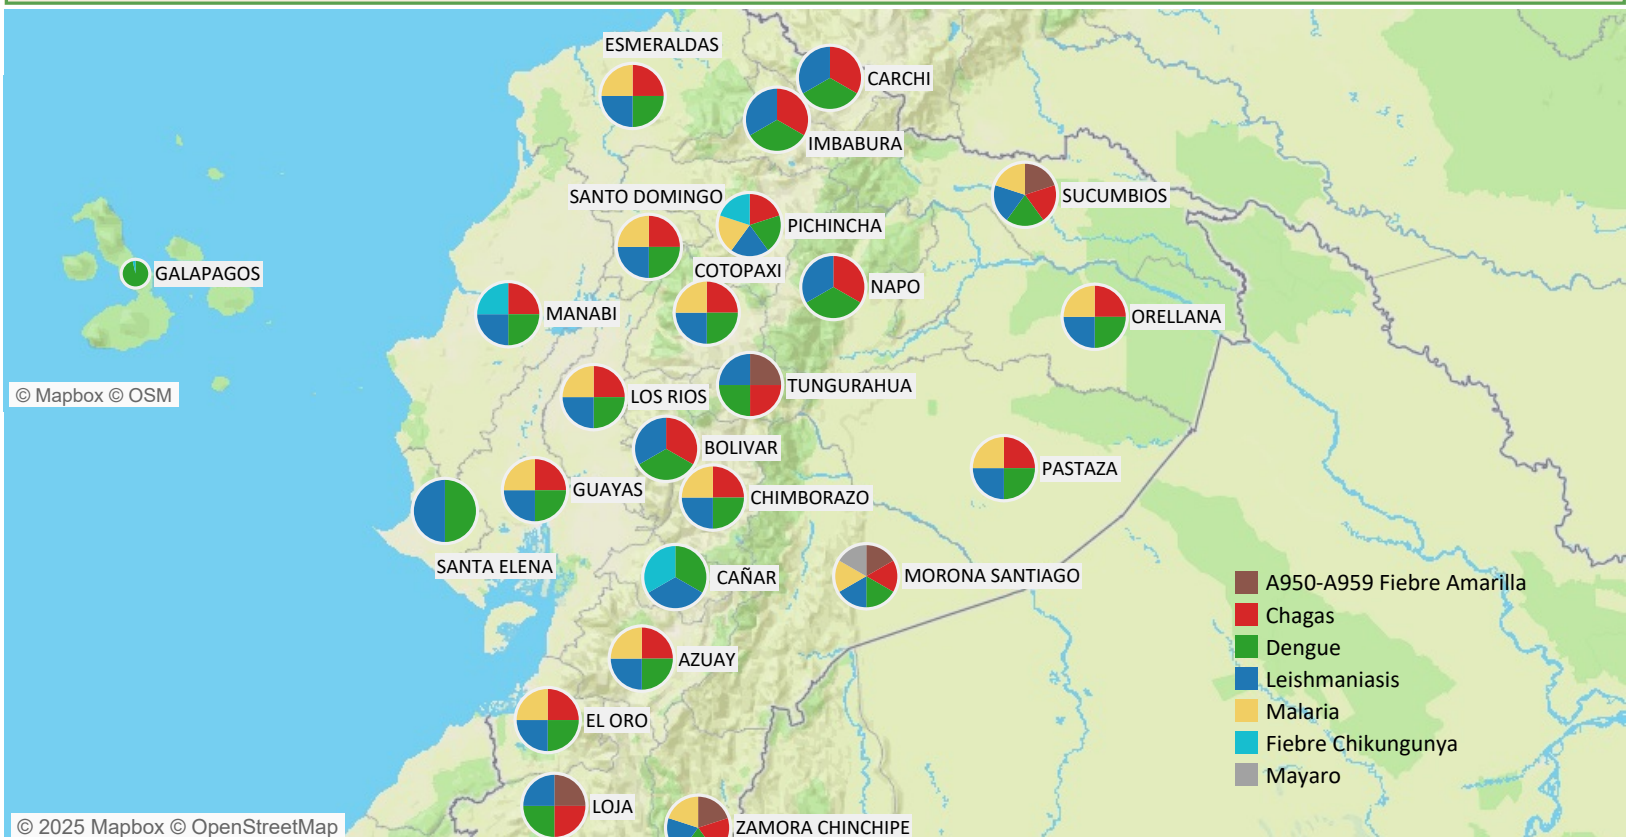 ESMERALDAS
CARCHI
IMBABURA
SANTO DOMINGO
SUCUMBIOS
PICHINCHA
GALAPAGOS
COTOPAXI
NAPO
MANABI
ORELLANA
© Mapbox © OSM
TUNGURAHUA
LOS RIOS
BOLIVAR
PASTAZA
GUAYAS
CHIMBORAZO
SANTA ELENA
CAÑAR
MORONA SANTIAGO
A950-A959 Fiebre Amarilla
Chagas
Dengue
Leishmaniasis
Malaria
Fiebre Chikungunya
Mayaro
AZUAY
EL ORO
LOJA
© 2025 Mapbox © OpenStreetMap
ZAMORA CHINCHIPE